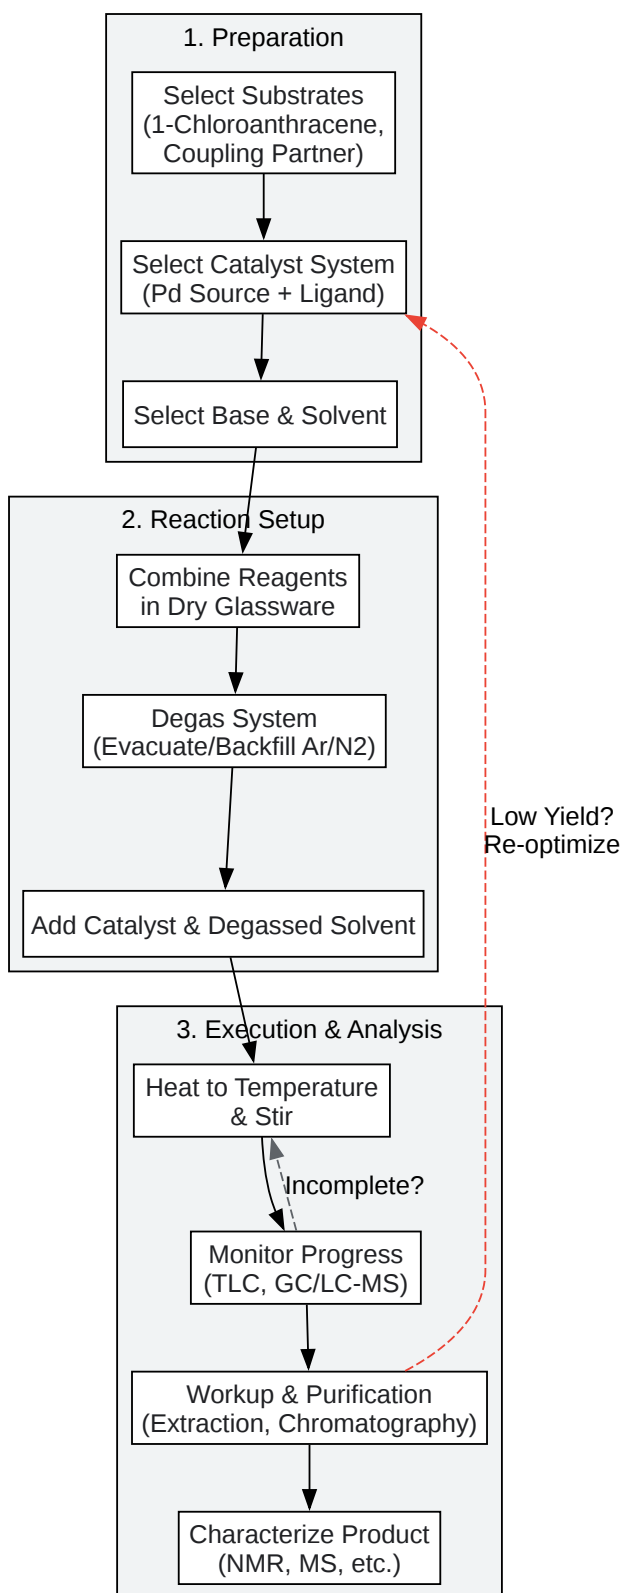 1. Preparation
Select Substrates
(1-Chloroanthracene,
Coupling Partner)
Select Catalyst System
(Pd Source + Ligand)
Select Base & Solvent
2. Reaction Setup
Combine Reagents
in Dry Glassware
Degas System
(Evacuate/Backfill Ar/N2)
Low Yield?
Re-optimize
Add Catalyst & Degassed Solvent
3. Execution & Analysis
Heat to Temperature
& Stir
Incomplete?
Monitor Progress
(TLC, GC/LC-MS)
Workup & Purification
(Extraction, Chromatography)
Characterize Product
(NMR, MS, etc.)